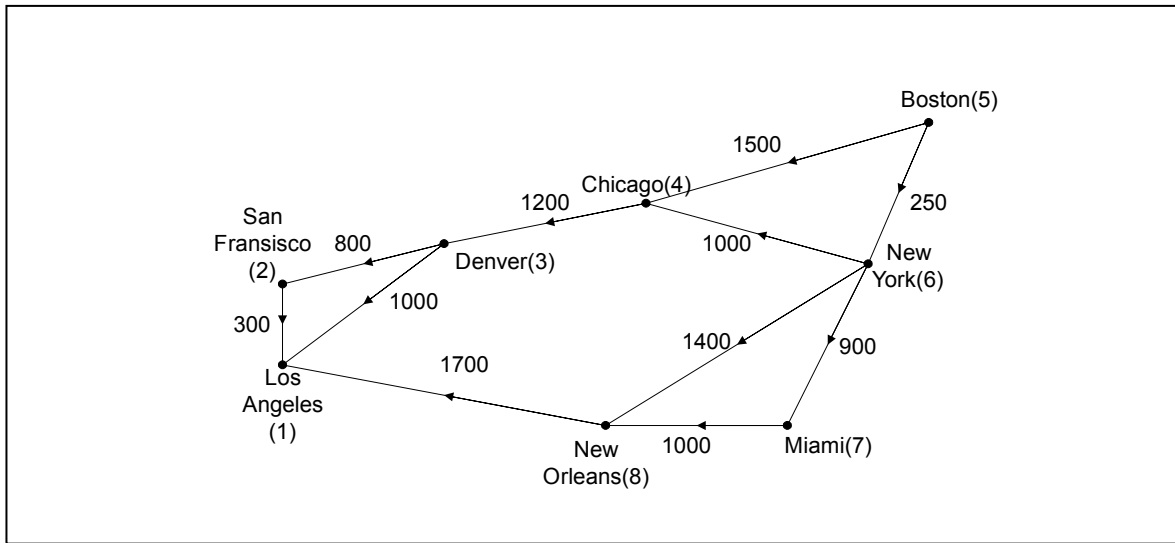 Boston(5)
1500
Chicago(4)
250
1200
San
Fransisco
(2)
800
1000
New
York(6)
Denver(3)
1000
300
1400
900
1700
Los
Angeles
(1)
New
Orleans(8)
1000
Miami(7)